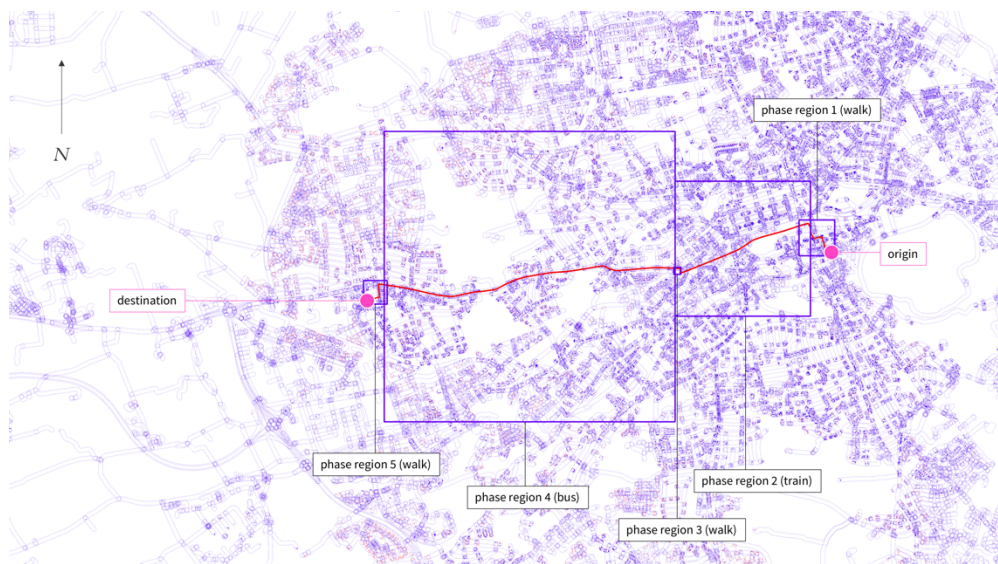 phase region 1 (walk)
N
origin
destination
phase region 5 (walk)
phase region 2 (train)
phase region 4 (bus)
phase region 3 (walk)